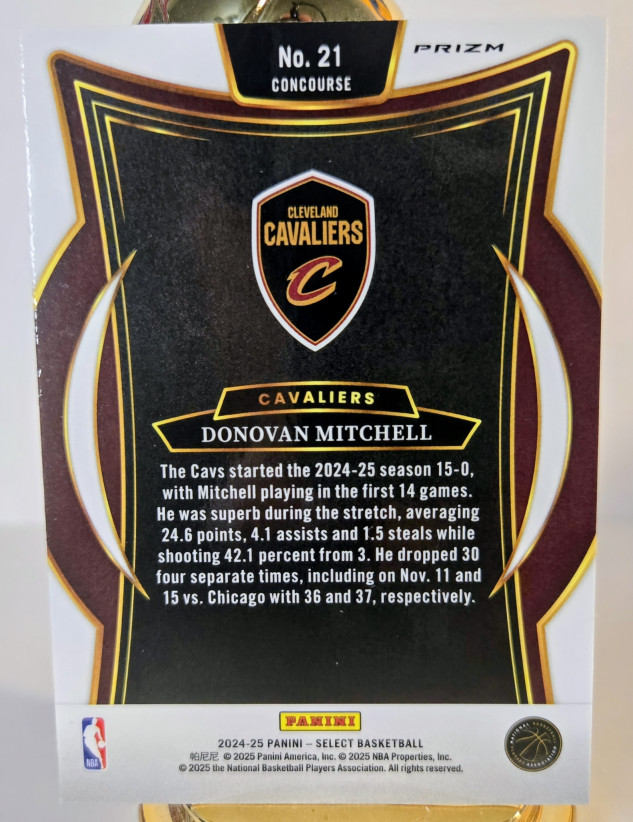 No. 21
CONCOURSE
PRIZM
CLEVELAND
CAVALIERS
C
CAVALIERS
DONOVAN MITCHELL
The Cavs started the 2024-25 season 15-0,
with Mitchell playing in the first 14 games.
He was superb during the stretch, averaging
24.6 points, 4.1 assists and 1.5 steals while
shooting 42.1 percent from 3. He dropped 30
four separate times, including on Nov. 11 and
15 vs. Chicago with 36 and 37, respectively.
PANINI
2024-25 PANINI – SELECT BASKETBALL
帕尼尼 © 2025 Panini America, Inc. © 2025 NBA Properties, Inc.
© 2025 the National Basketball Players Association. All rights reserved.
NBA
NATIONAL BASKETBALL
PLAYERS ASSOCIATION